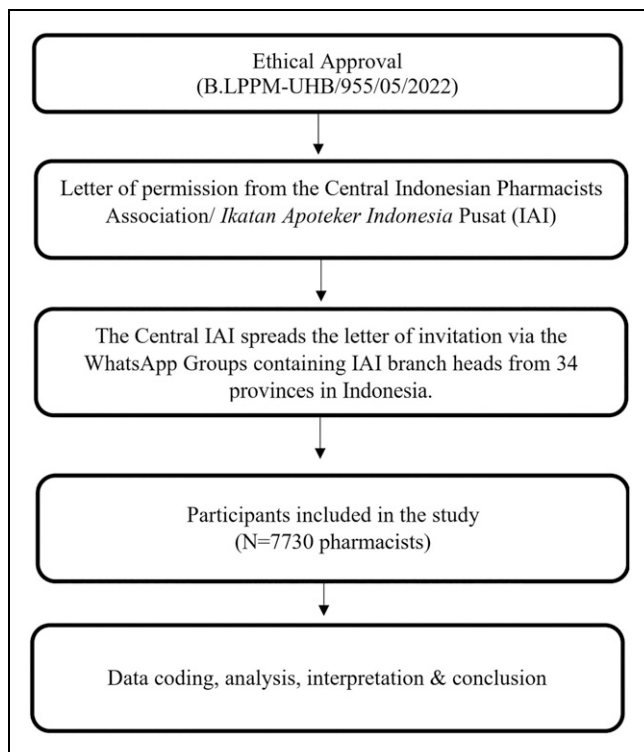 Ethical Approval
(B.LPPM-UHB/955/05/2022)
Letter of permission from the Central Indonesian Pharmacists
Association/ Ikatan Apoteker Indonesia Pusat (IAI)
The Central IAI spreads the letter of invitation via the
WhatsApp Groups containing IAI branch heads from 34
provinces in Indonesia.
Participants included in the study
(N=7730 pharmacists)
Data coding, analysis, interpretation & conclusion